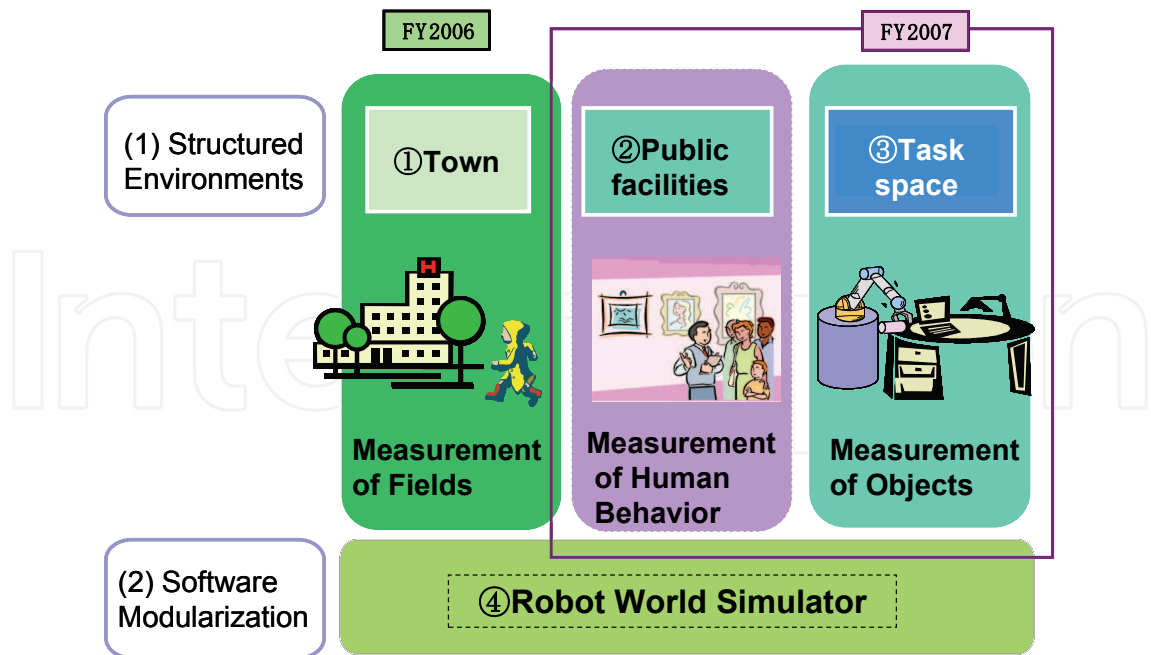 FY2006
FY2007
(1) Structured
Environments
①Town
②Public
facilities
③Task
space
H
Measurement
of Fields
Measurement
of Human
Behavior
Measurement
of Objects
(2) Software
Modularization
④Robot World Simulator